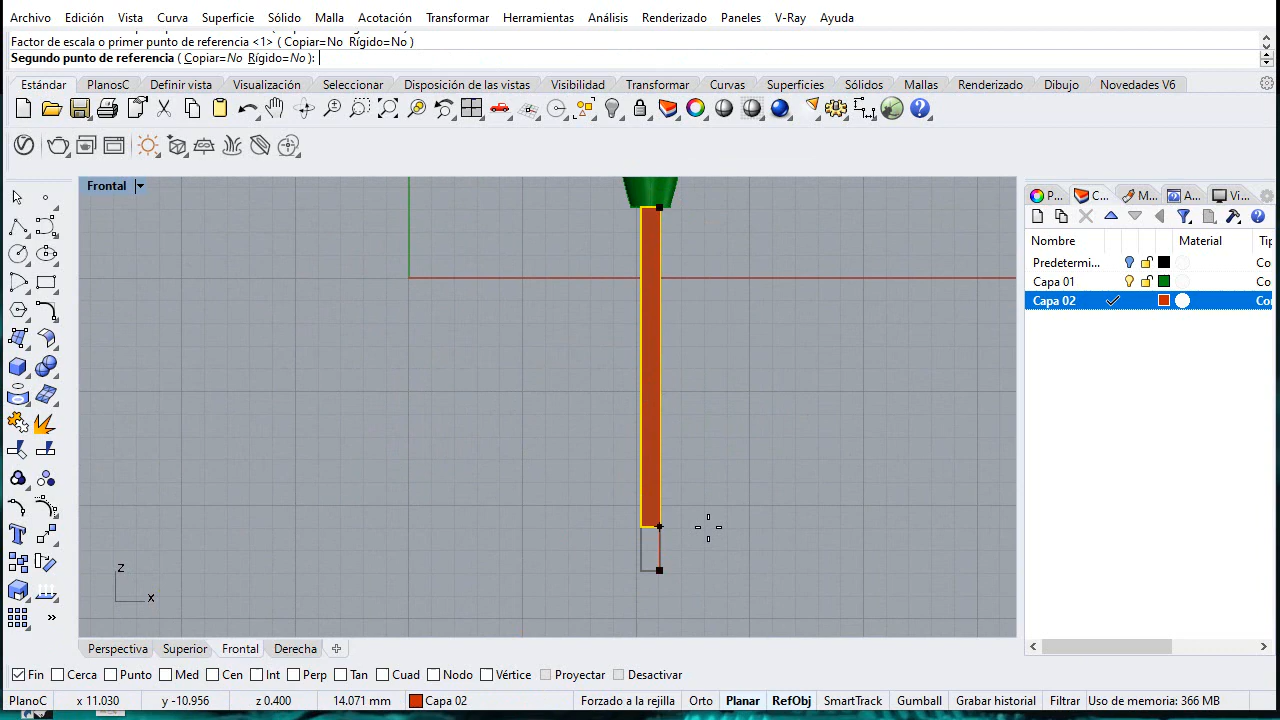 Archivo Edición Vista Curva Superficie Sólido Malla Acotación Transformar Herramientas Análisis Renderizado Paneles V-Ray Ayuda
Factor de escala o primer punto de referencia <1> ( Copiar=No Rígido=No )
Segundo punto de referencia ( Copiar=No Rígido=No ):
Estándar PlanosC Definir vista Visualización Seleccionar Disposición de las vistas Visibilidad Transformar Curvas Superficies Sólidos Mallas Renderizado Dibujo Novedades V6
Frontal
P... C... M... A... Vi...
Nombre Material Tip
Predetermi... Co
Capa 01 Co
Capa 02 Con
z
x
Perspectiva Superior Frontal Derecha
Fin Cerca Punto Med Cen Int Perp Tan Cuad Nodo Vértice Proyectar Desactivar
PlanoC x 11.030 y -10.956 z 0.400 14.071 mm Capa 02 Forzado a la rejilla Orto Planar RefObj SmartTrack Gumball Grabar historial Filtrar Uso de memoria: 366 MB